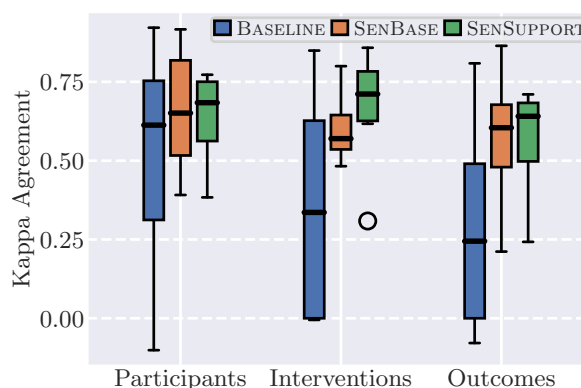 BASELINE SENBASE SENSUPPORT
Kappa Agreement
0.75
0.50
0.25
0.00
Participants Interventions Outcomes